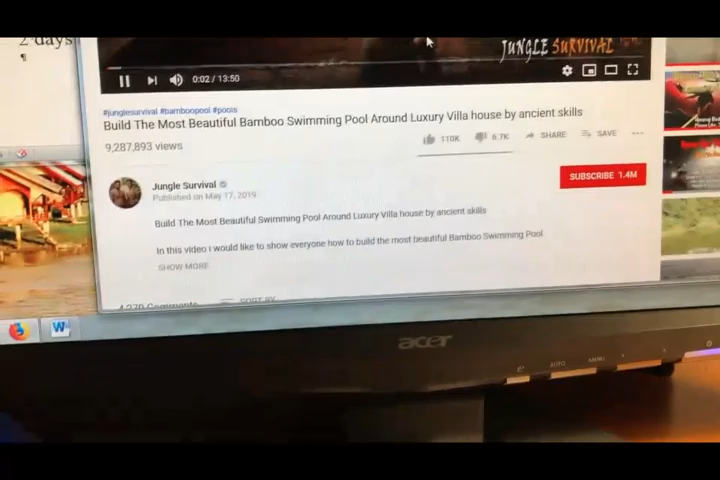 2 days
¶
JUNGLE SURVIVAL
0:02 / 13:50
#junglesurvival #bamboopool #pools
Build The Most Beautiful Bamboo Swimming Pool Around Luxury Villa house by ancient skills
9,287,893 views
110K
6.7K
SHARE
SAVE
Jungle Survival
Published on May 17, 2019
SUBSCRIBE 1.4M
Build The Most Beautiful Swimming Pool Around Luxury Villa house by ancient skills
In this video I would like to show everyone how to build the most beautiful Bamboo Swimming Pool
SHOW MORE
4,270 Comments
SORT BY
W
acer
AUTO
MENU